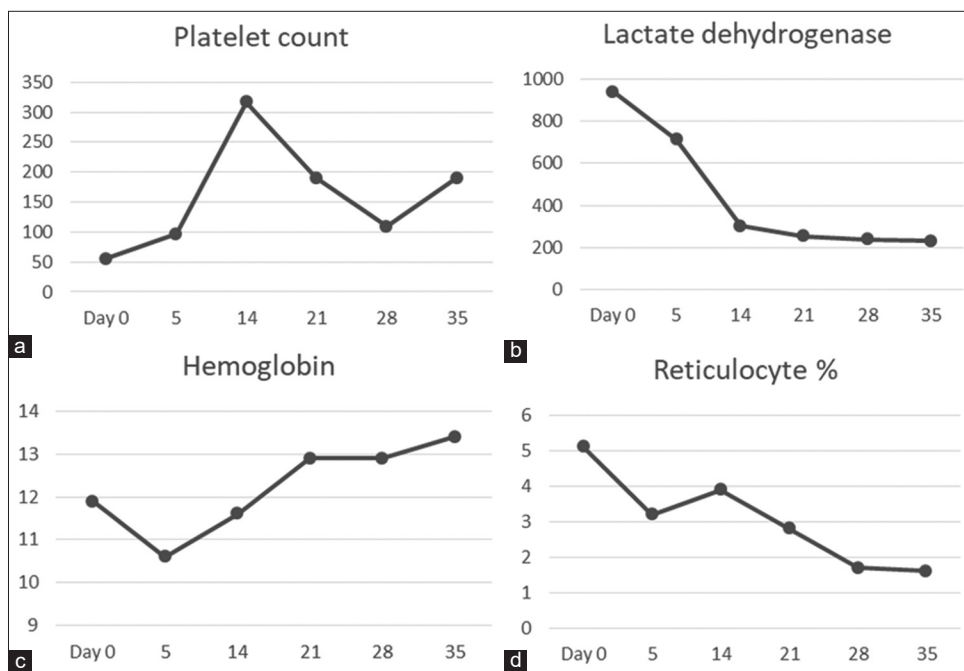 Platelet count
350
300
250
200
150
100
50
0
Day 0 5 14 21 28 35
a
Lactate dehydrogenase
1000
800
600
400
200
0
Day 0 5 14 21 28 35
b
Hemoglobin
14
13
12
11
10
9
Day 0 5 14 21 28 35
c
Reticulocyte %
6
5
4
3
2
1
0
Day 0 5 14 21 28 35
d